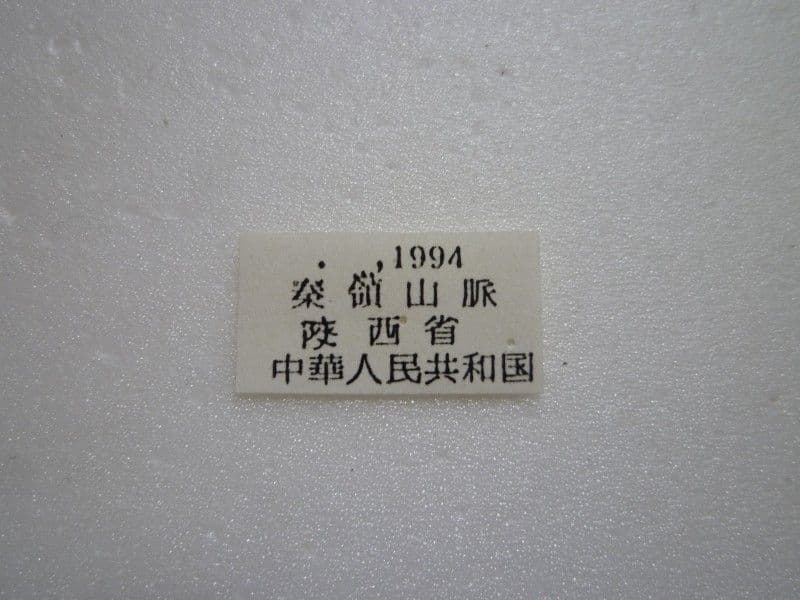 . , 1994
秦嶺山脈
陝西省
中華人民共和国